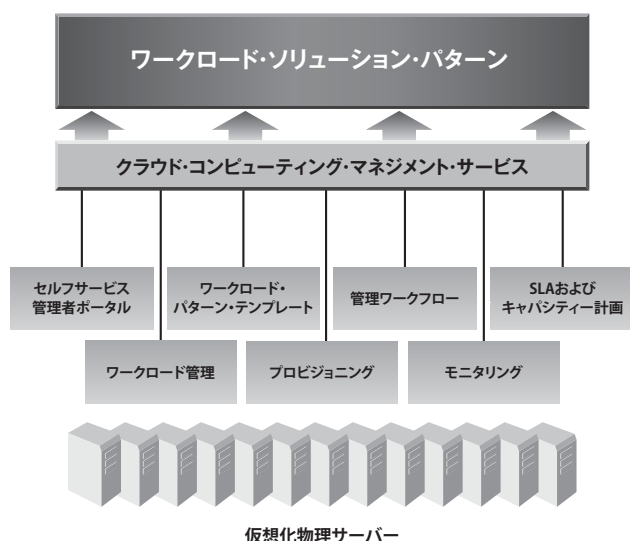 ワークロード・ソリューション・パターン
クラウド・コンピューティング・マネジメント・サービス
セルフサービス
管理者ポータル
ワークロード・
パターン・テンプレート
管理ワークフロー
SLAおよび
キャパシティー計画
ワークロード管理
プロビジョニング
モニタリング
仮想化物理サーバー